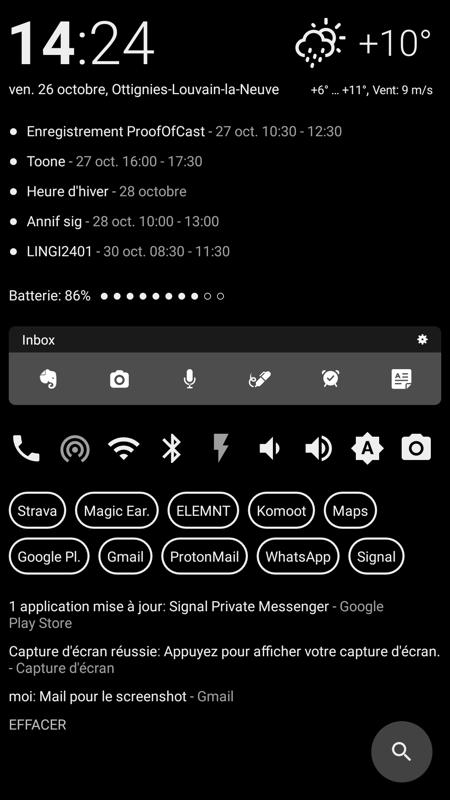 14:24
+10°
ven. 26 octobre, Ottignies-Louvain-la-Neuve
+6° ... +11°, Vent: 9 m/s
Enregistrement ProofOfCast - 27 oct. 10:30 - 12:30
Toone - 27 oct. 16:00 - 17:30
Heure d'hiver - 28 octobre
Annif sig - 28 oct. 10:00 - 13:00
LINGI2401 - 30 oct. 08:30 - 11:30
Batterie: 86%
Inbox
A
Strava Magic Ear. ELEMNT Komoot Maps
Google Pl. Gmail ProtonMail WhatsApp Signal
1 application mise à jour: Signal Private Messenger - Google
Play Store
Capture d'écran réussie: Appuyez pour afficher votre capture d'écran.
- Capture d'écran
moi: Mail pour le screenshot - Gmail
EFFACER